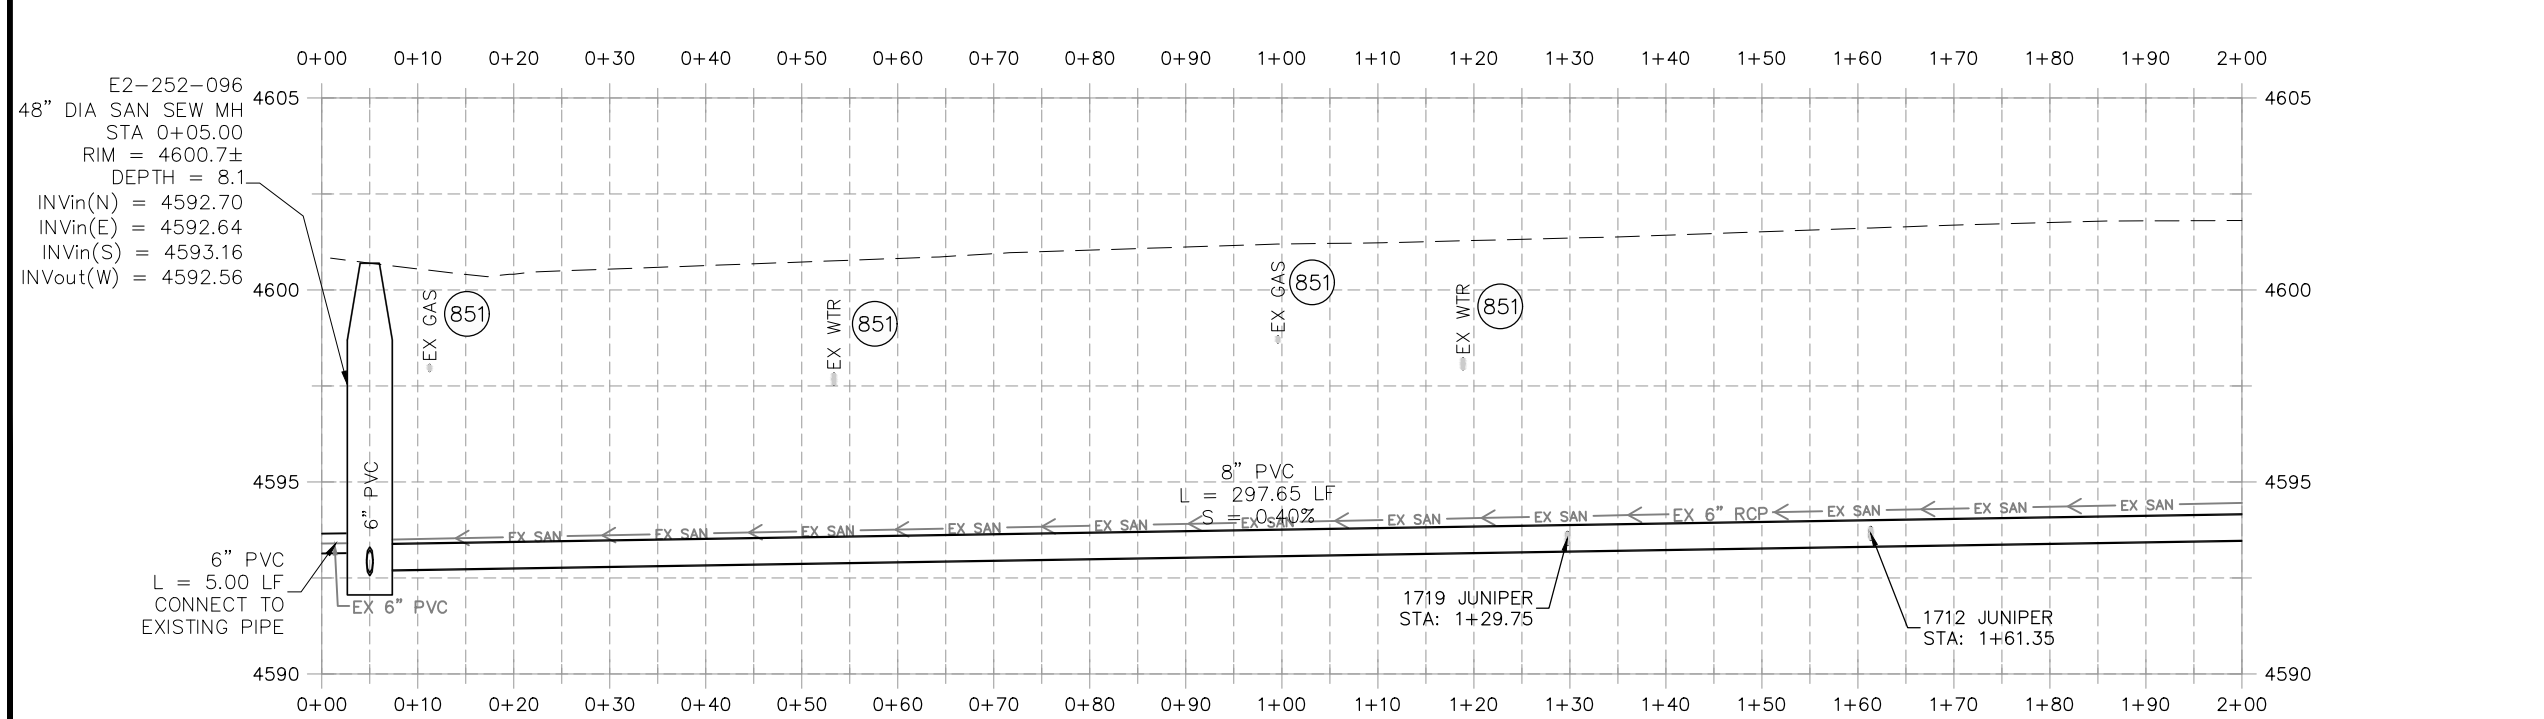 0+00 0+10 0+20 0+30 0+40 0+50 0+60 0+70 0+80 0+90 1+00 1+10 1+20 1+30 1+40 1+50 1+60 1+70 1+80 1+90 2+00
E2-252-096
48" DIA SAN SEW MH
STA 0+05.00
RIM = 4600.7±
DEPTH = 8.1
INVin(N) = 4592.70
INVin(E) = 4592.64
INVin(S) = 4593.16
INVout(W) = 4592.56
4605
4605
4600
4600
4595
4595
4590
4590
EX GAS
851
EX WTR
851
EX GAS
851
EX WTR
851
6" PVC
8" PVC
L = 297.65 LF
S = 0.40%
EX SAN EX SAN EX SAN EX SAN EX SAN EX SAN EX SAN EX SAN EX 6" RCP EX SAN EX SAN EX SAN
6" PVC
L = 5.00 LF
CONNECT TO
EXISTING PIPE
EX 6" PVC
1719 JUNIPER
STA: 1+29.75
1712 JUNIPER
STA: 1+61.35
0+00 0+10 0+20 0+30 0+40 0+50 0+60 0+70 0+80 0+90 1+00 1+10 1+20 1+30 1+40 1+50 1+60 1+70 1+80 1+90 2+00